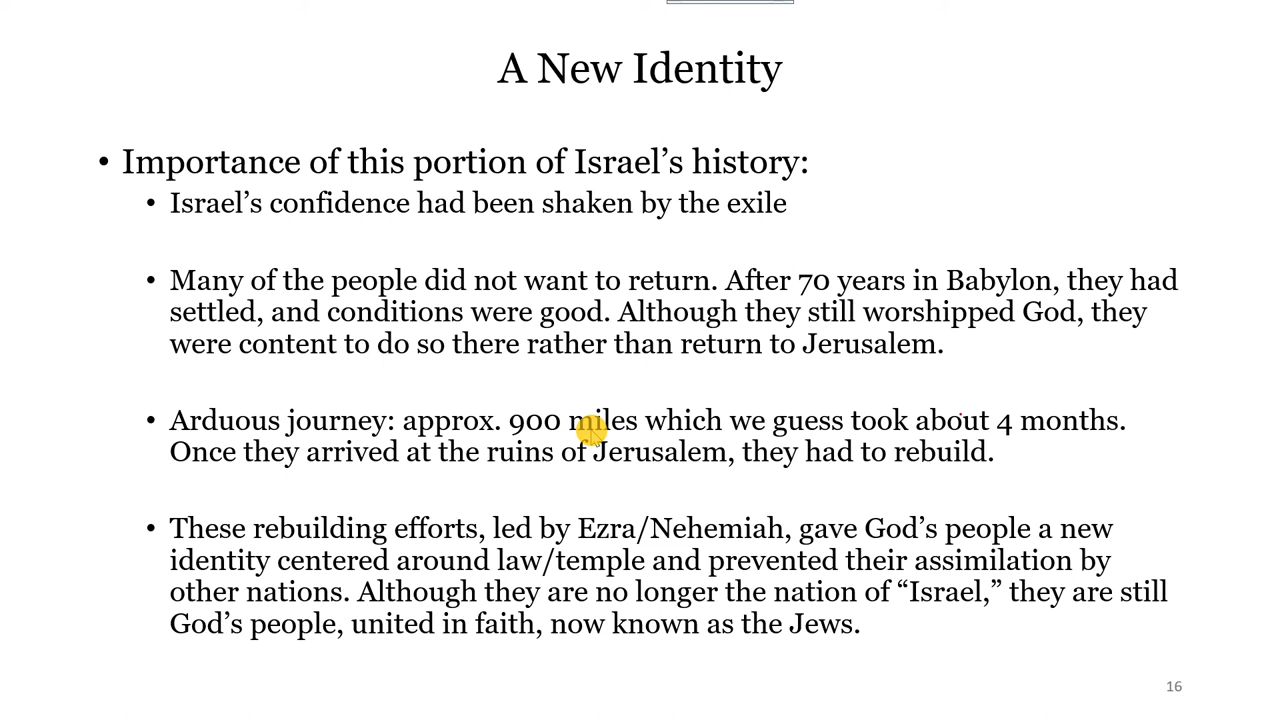 A New Identity
• Importance of this portion of Israel’s history:
• Israel’s confidence had been shaken by the exile
• Many of the people did not want to return. After 70 years in Babylon, they had
settled, and conditions were good. Although they still worshipped God, they
were content to do so there rather than return to Jerusalem.
• Arduous journey: approx. 900 miles which we guess took about 4 months.
Once they arrived at the ruins of Jerusalem, they had to rebuild.
• These rebuilding efforts, led by Ezra/Nehemiah, gave God’s people a new
identity centered around law/temple and prevented their assimilation by
other nations. Although they are no longer the nation of “Israel,” they are still
God’s people, united in faith, now known as the Jews.
16